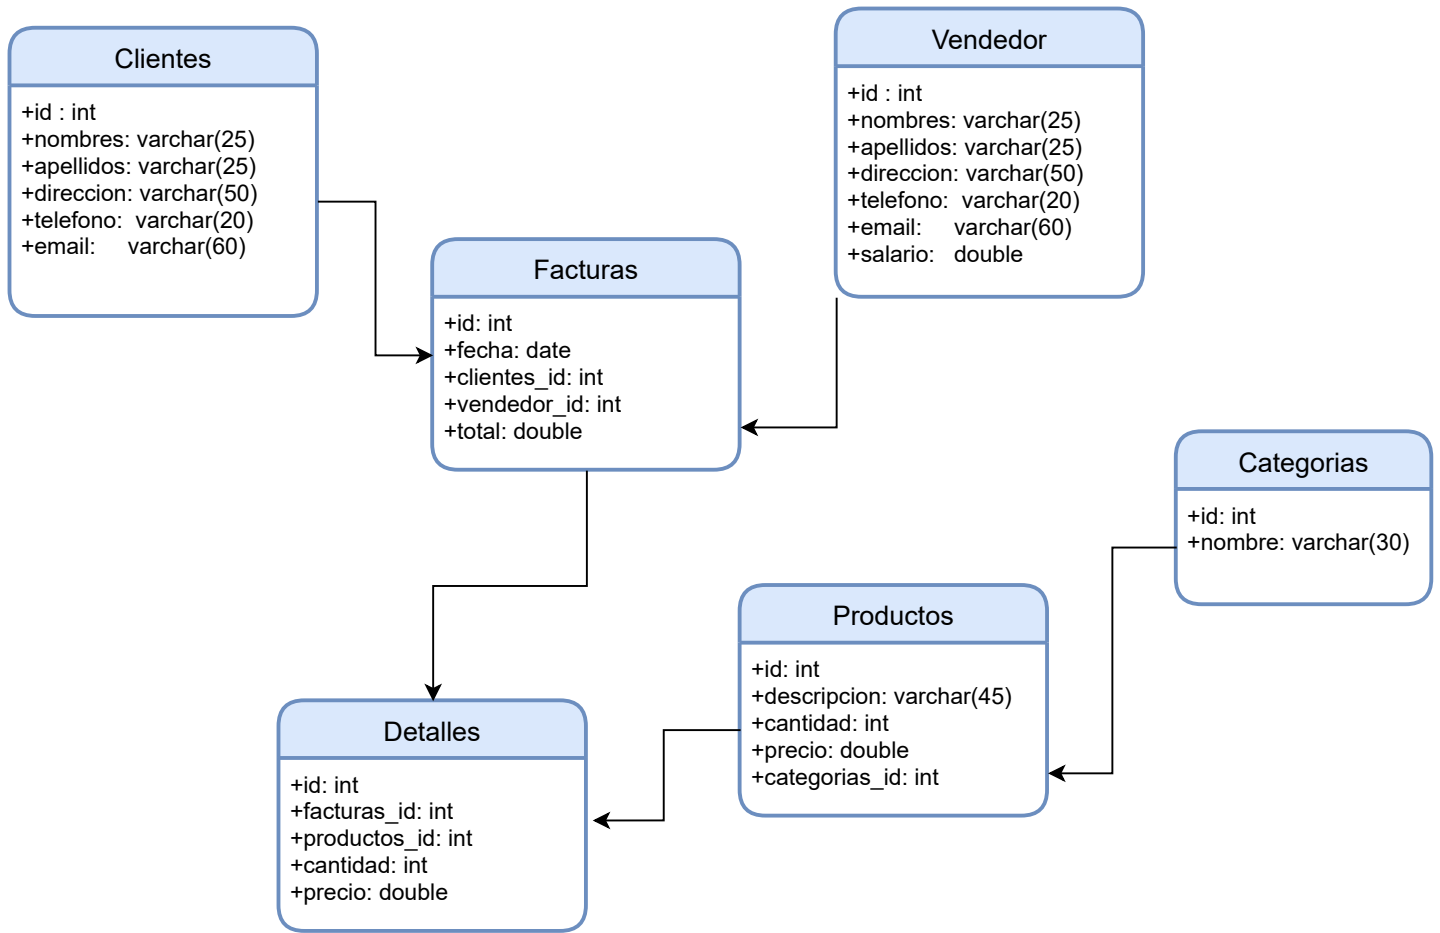 Clientes
+id : int
+nombres: varchar(25)
+apellidos: varchar(25)
+direccion: varchar(50)
+telefono:  varchar(20)
+email:     varchar(60)
Vendedor
+id : int
+nombres: varchar(25)
+apellidos: varchar(25)
+direccion: varchar(50)
+telefono:  varchar(20)
+email:     varchar(60)
+salario:   double
Facturas
+id: int
+fecha: date
+clientes_id: int
+vendedor_id: int
+total: double
Categorias
+id: int
+nombre: varchar(30)
Productos
+id: int
+descripcion: varchar(45)
+cantidad: int
+precio: double
+categorias_id: int
Detalles
+id: int
+facturas_id: int
+productos_id: int
+cantidad: int
+precio: double